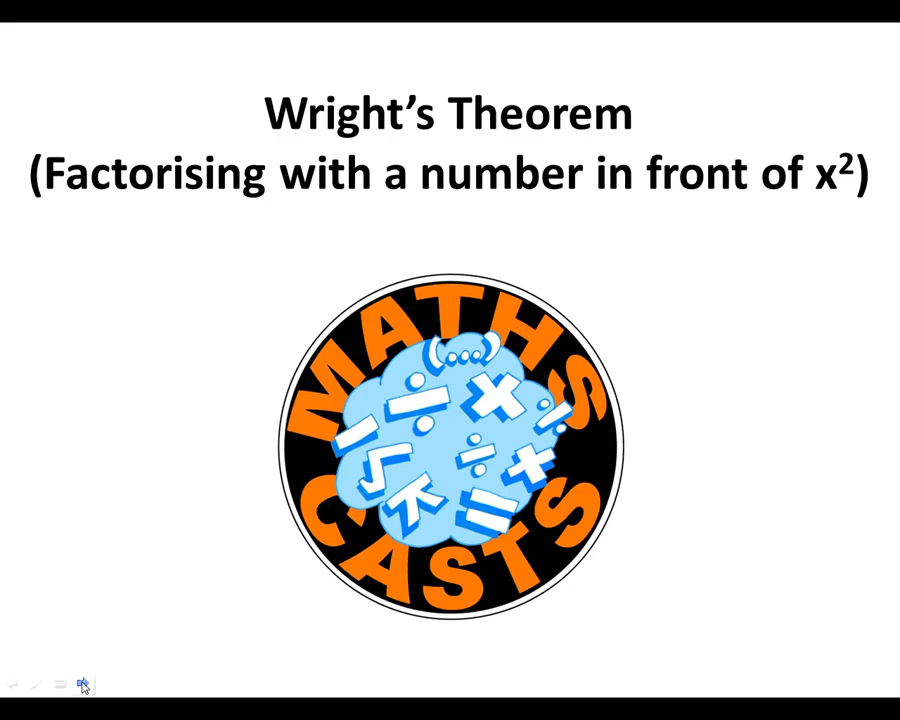 Wright’s Theorem
(Factorising with a number in front of x²)
MATHS
(...)
CASTS